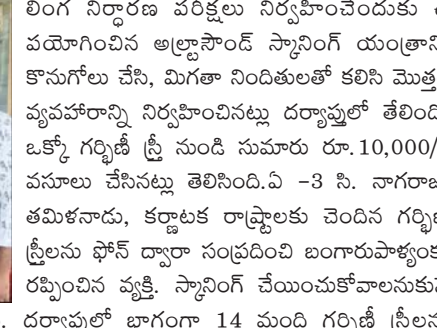 లింగ నిర్ధారణ పరీక్షలు నిర్వహించేందుకు
పయోగించిన అల్ట్రాసౌండ్ స్కానింగ్ యంత్రాన
కొనుగోలు చేసి, మిగతా నిందితులతో కలిసి మొత్త
వ్యవహారాన్ని నిర్వహించినట్లు దర్యాప్తులో తేలింది
ఒక్కో గర్భిణీ స్త్రీ నుండి సుమారు రూ.10,000/
వసూలు చేసినట్లు తెలిసింది.ఏ -3 సి. నాగరాజ
తమిళనాడు, కర్ణాటక రాష్ట్రాలకు చెందిన గర్భిణ
స్త్రీలను ఫోన్ ద్వారా సంప్రదించి బంగారుపాళ్యంక
రప్పించిన వ్యక్తి. స్కానింగ్ చేయించుకోవాలనుకున
. దర్యాప్తులో భాగంగా 14 మంది గర్భిణీ స్త్రీలన